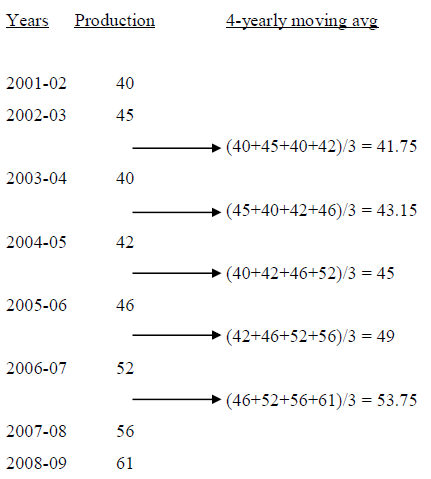 Years Production 4-yearly moving avg
2001-02 40
2002-03 45
(40+45+40+42)/3 = 41.75
2003-04 40
(45+40+42+46)/3 = 43.15
2004-05 42
(40+42+46+52)/3 = 45
2005-06 46
(42+46+52+56)/3 = 49
2006-07 52
(46+52+56+61)/3 = 53.75
2007-08 56
2008-09 61